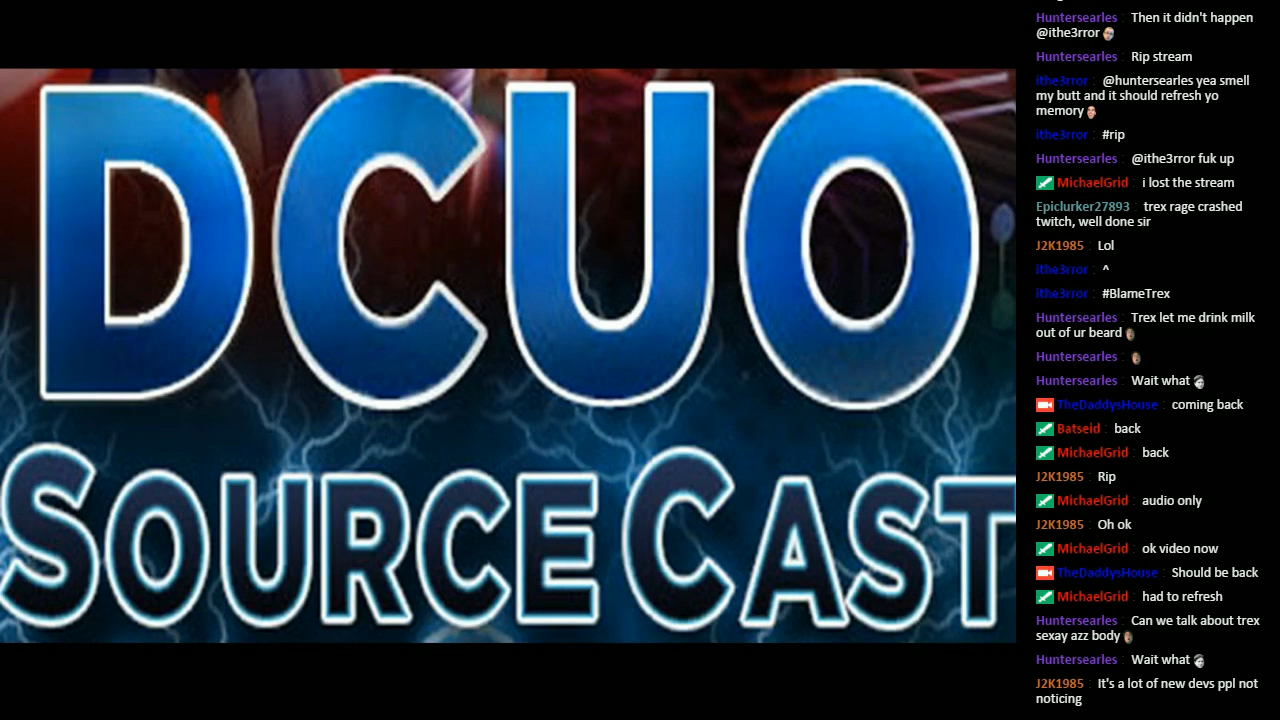 DCUO
SOURCE CAST
Huntersearles : Then it didn't happen
@ithe3rror
Huntersearles : Rip stream
ithe3rror : @huntersearles yea smell
my butt and it should refresh yo
memory
ithe3rror : #rip
Huntersearles : @ithe3rror fuk up
MichaelGrid : i lost the stream
Epiclurker27893 : trex rage crashed
twitch, well done sir
J2K1985 : Lol
ithe3rror : ^
ithe3rror : #BlameTrex
Huntersearles : Trex let me drink milk
out of ur beard
Huntersearles :
Huntersearles : Wait what
TheDaddysHouse : coming back
Batseid : back
MichaelGrid : back
J2K1985 : Rip
MichaelGrid : audio only
J2K1985 : Oh ok
MichaelGrid : ok video now
TheDaddysHouse : Should be back
MichaelGrid : had to refresh
Huntersearles : Can we talk about trex
sexay azz body
Huntersearles : Wait what
J2K1985 : It's a lot of new devs ppl not
noticing